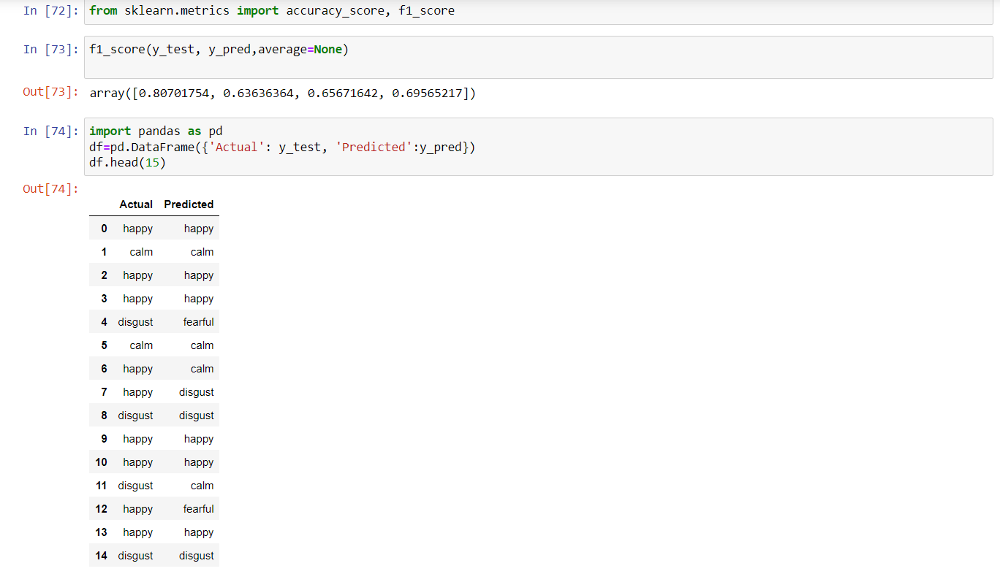 In [72]: from sklearn.metrics import accuracy_score, f1_score
In [73]: f1_score(y_test, y_pred,average=None)
Out[73]: array([0.80701754, 0.63636364, 0.65671642, 0.69565217])
In [74]: import pandas as pd
df=pd.DataFrame({'Actual': y_test, 'Predicted':y_pred})
df.head(15)
Out[74]:
Actual Predicted
0 happy happy
1 calm calm
2 happy happy
3 happy happy
4 disgust fearful
5 calm calm
6 happy calm
7 happy disgust
8 disgust disgust
9 happy happy
10 happy happy
11 disgust calm
12 happy fearful
13 happy happy
14 disgust disgust